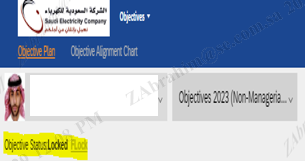 الشركة السعودية للكهرباء
Saudi Electricity Company
Objectives
Objective Plan Objective Alignment Chart
Objectives 2023 (Non-Manageria...
Objective Status:Locked